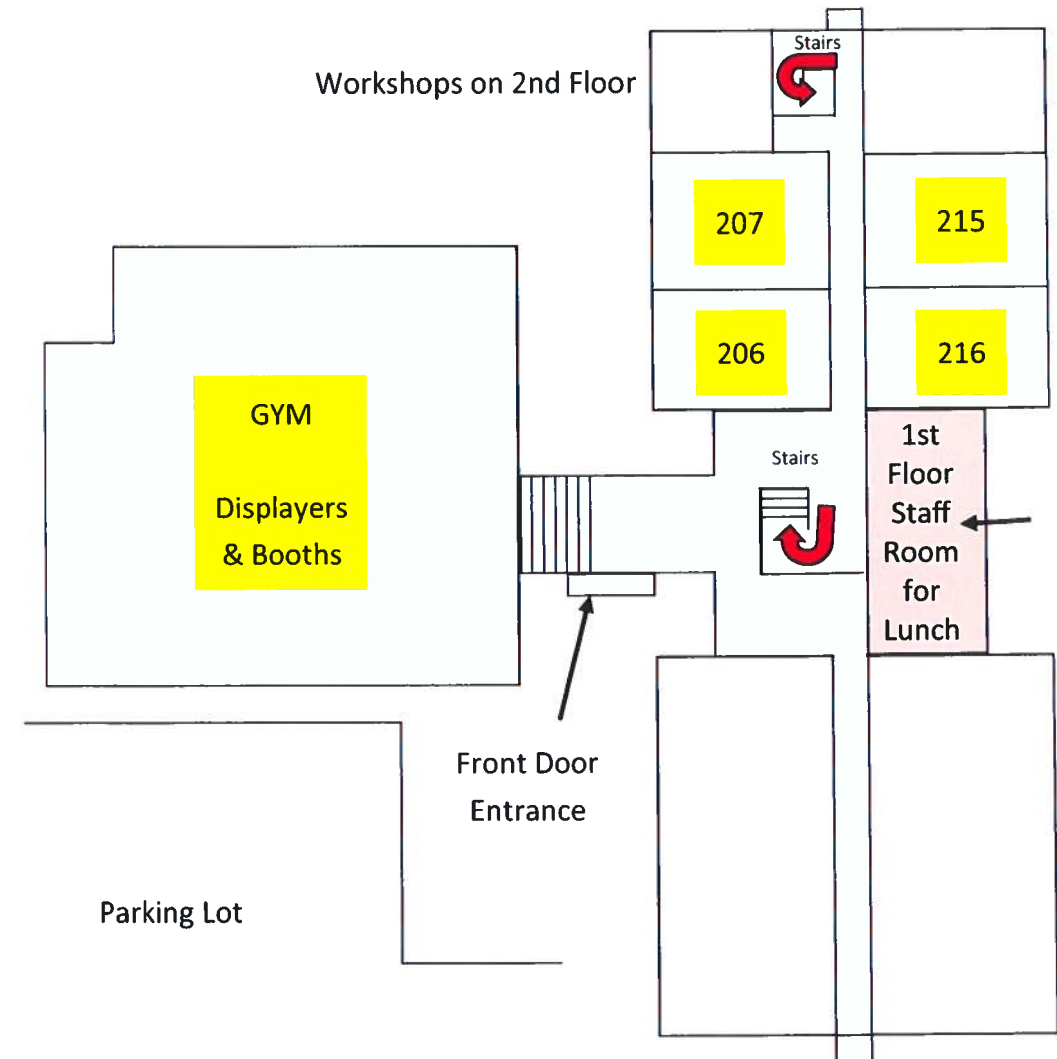 Stairs
Workshops on 2nd Floor
207
215
206
216
GYM
Displayers
& Booths
Stairs
1st
Floor
Staff
Room
for
Lunch
Front Door
Entrance
Parking Lot